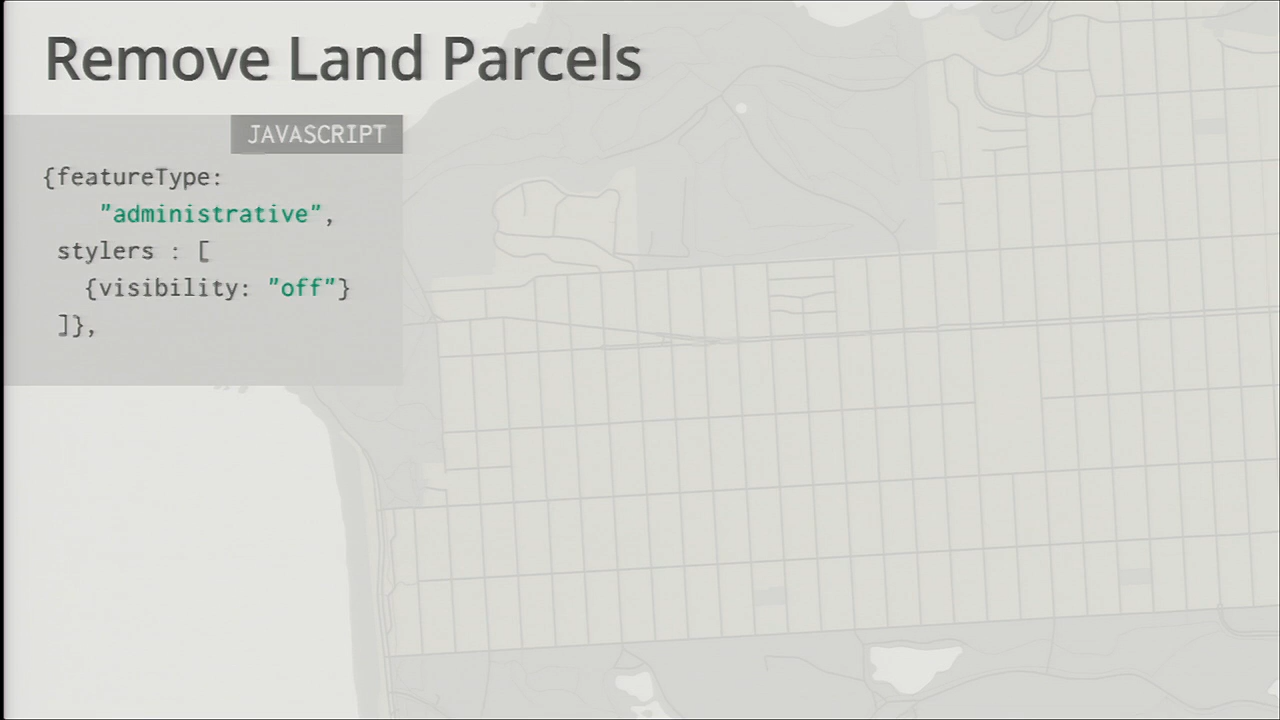 Remove Land Parcels
JAVASCRIPT
{featureType:
"administrative",
stylers : [
{visibility: "off"}
]},